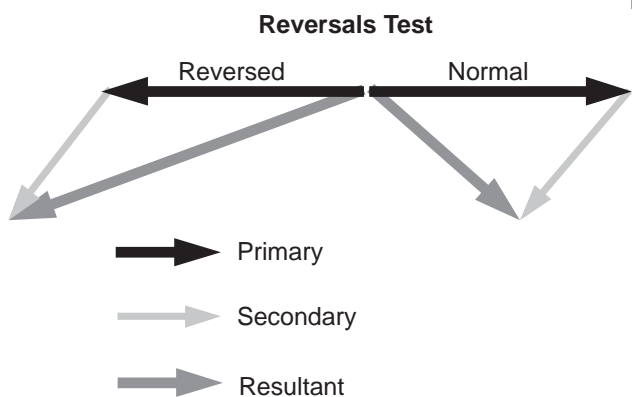 Reversals Test
Reversed Normal
Primary
Secondary
Resultant